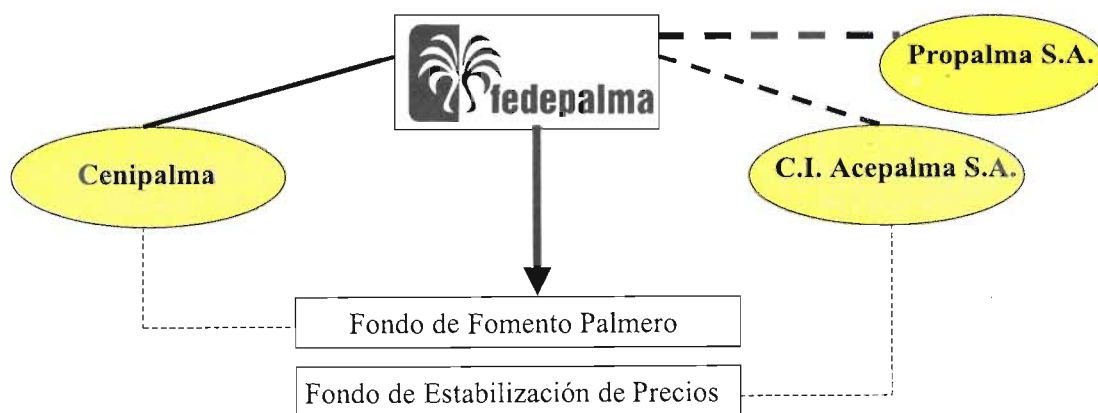 fedepalma
Propalma S.A.
Cenipalma
C.I. Acepalma S.A.
Fondo de Fomento Palmero
Fondo de Estabilización de Precios